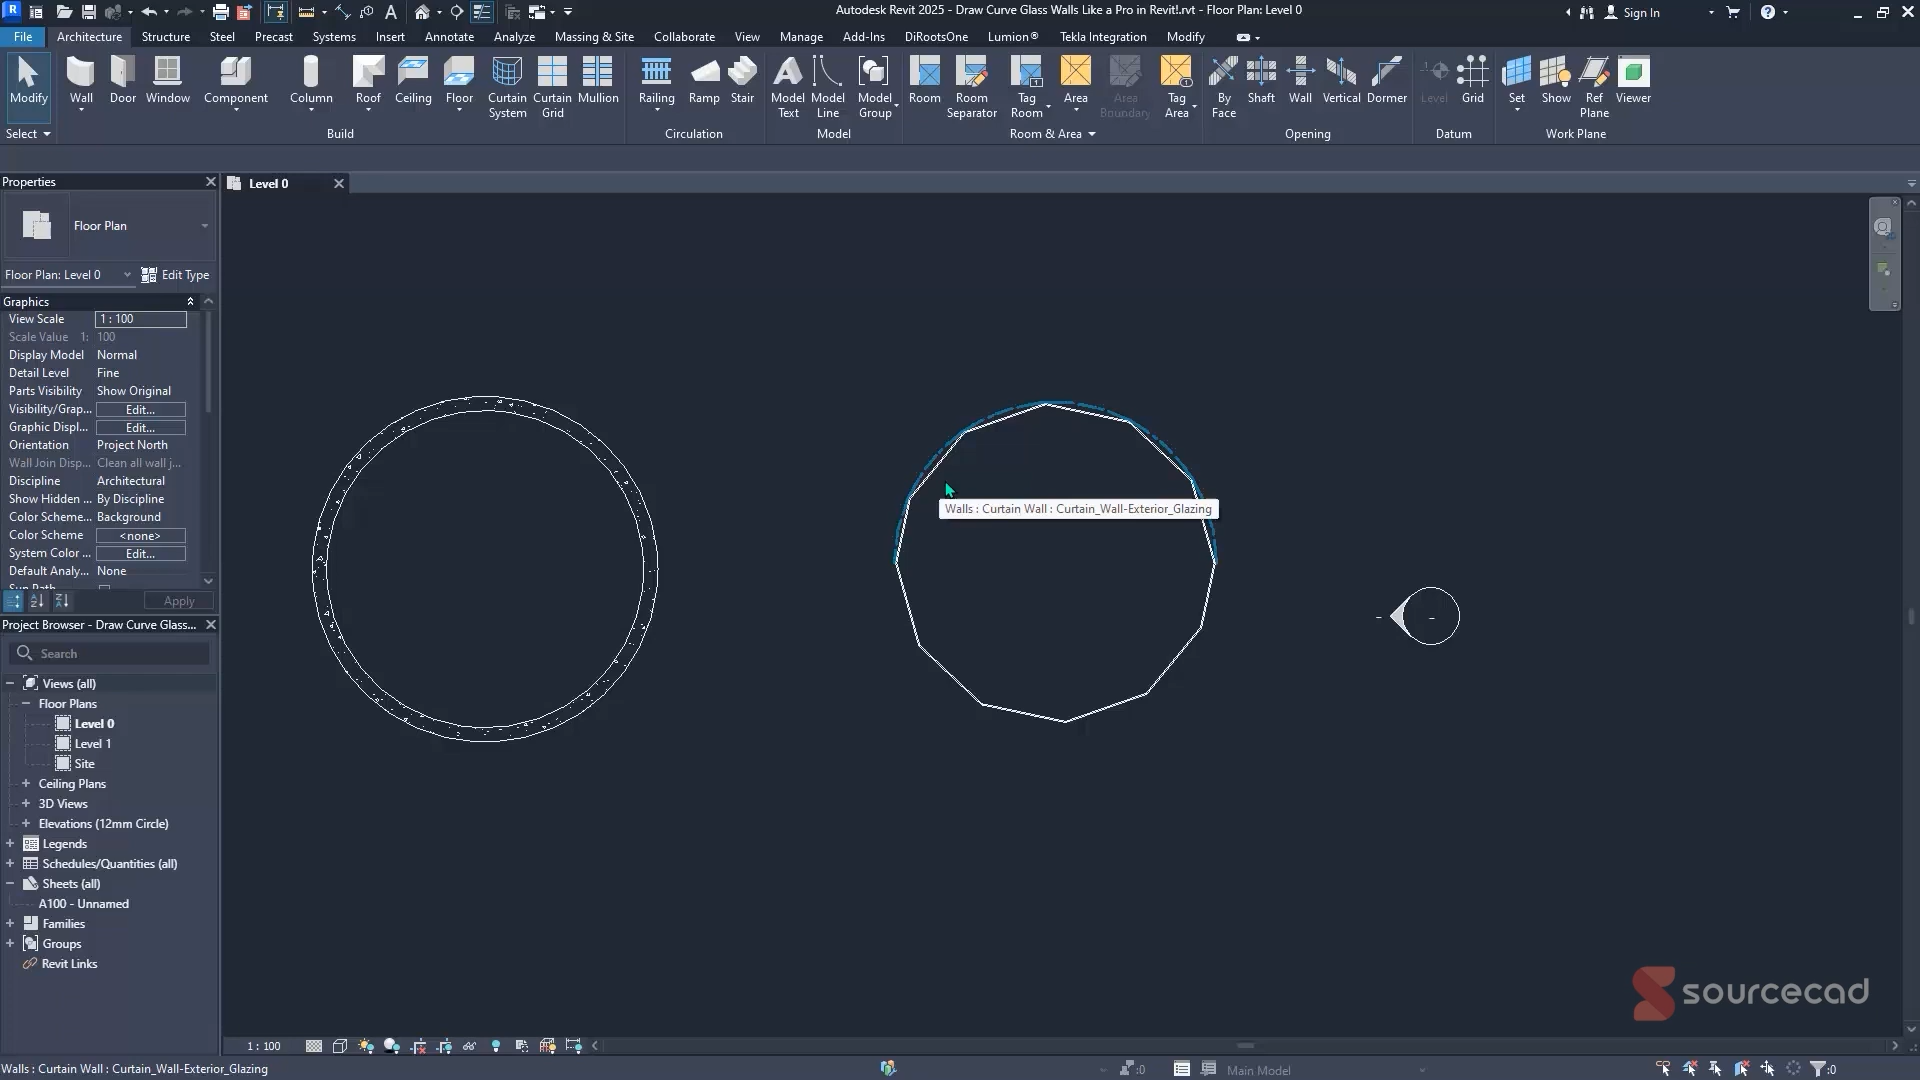 Autodesk Revit 2025 - Draw Curve Glass Walls Like a Pro in Revit!.rvt - Floor Plan: Level 0
Sign In
File Architecture Structure Steel Precast Systems Insert Annotate Analyze Massing & Site Collaborate View Manage Add-Ins DiRootsOne Lumion® Tekla Integration Modify
Modify
Wall
Door
Window
Component
Column
Roof
Ceiling
Floor
Curtain System
Curtain Grid
Mullion
Railing
Ramp
Stair
Model Text
Model Line
Model Group
Room
Room Separator
Tag Room
Area
Area Boundary
Tag Area
By Face
Shaft
Wall
Vertical
Dormer
Level
Grid
Set
Show
Ref Plane
Viewer
Select
Build
Circulation
Model
Room & Area
Opening
Datum
Work Plane
Properties
Level 0
Floor Plan
Floor Plan: Level 0
Edit Type
Graphics
View Scale 1 : 100
Scale Value 1: 100
Display Model Normal
Detail Level Fine
Parts Visibility Show Original
Visibility/Grap... Edit...
Graphic Displ... Edit...
Orientation Project North
Wall Join Disp... Clean all wall j...
Discipline Architectural
Show Hidden ... By Discipline
Color Scheme... Background
Color Scheme <none>
System Color ... Edit...
Default Analy... None
Sun Path
Apply
Project Browser - Draw Curve Glass...
Search
Views (all)
Floor Plans
Level 0
Level 1
Site
Ceiling Plans
3D Views
Elevations (12mm Circle)
Legends
Schedules/Quantities (all)
Sheets (all)
A100 - Unnamed
Families
Groups
Revit Links
Walls : Curtain Wall : Curtain_Wall-Exterior_Glazing
sourcecad
1 : 100
Walls : Curtain Wall : Curtain_Wall-Exterior_Glazing
:0
Main Model
:0